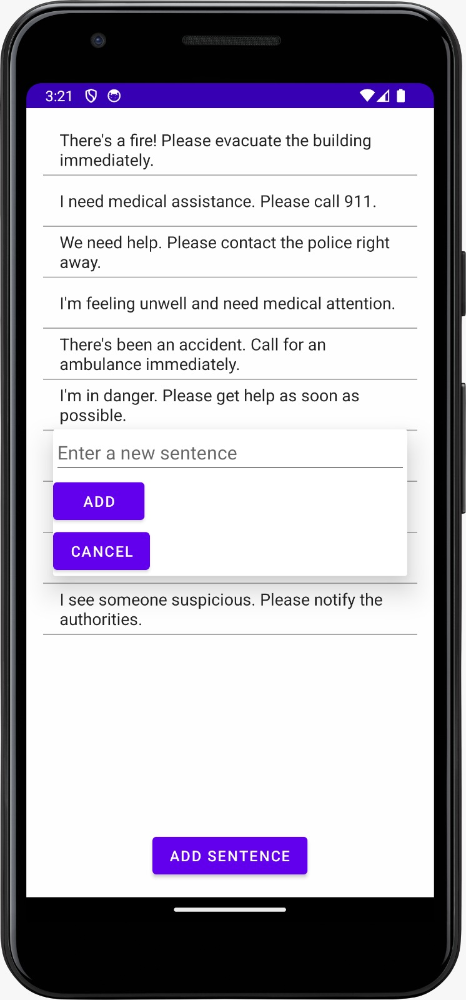 3:21
There's a fire! Please evacuate the building
immediately.
I need medical assistance. Please call 911.
We need help. Please contact the police right
away.
I'm feeling unwell and need medical attention.
There's been an accident. Call for an
ambulance immediately.
I'm in danger. Please get help as soon as
possible.
Enter a new sentence
ADD
CANCEL
I see someone suspicious. Please notify the
authorities.
ADD SENTENCE